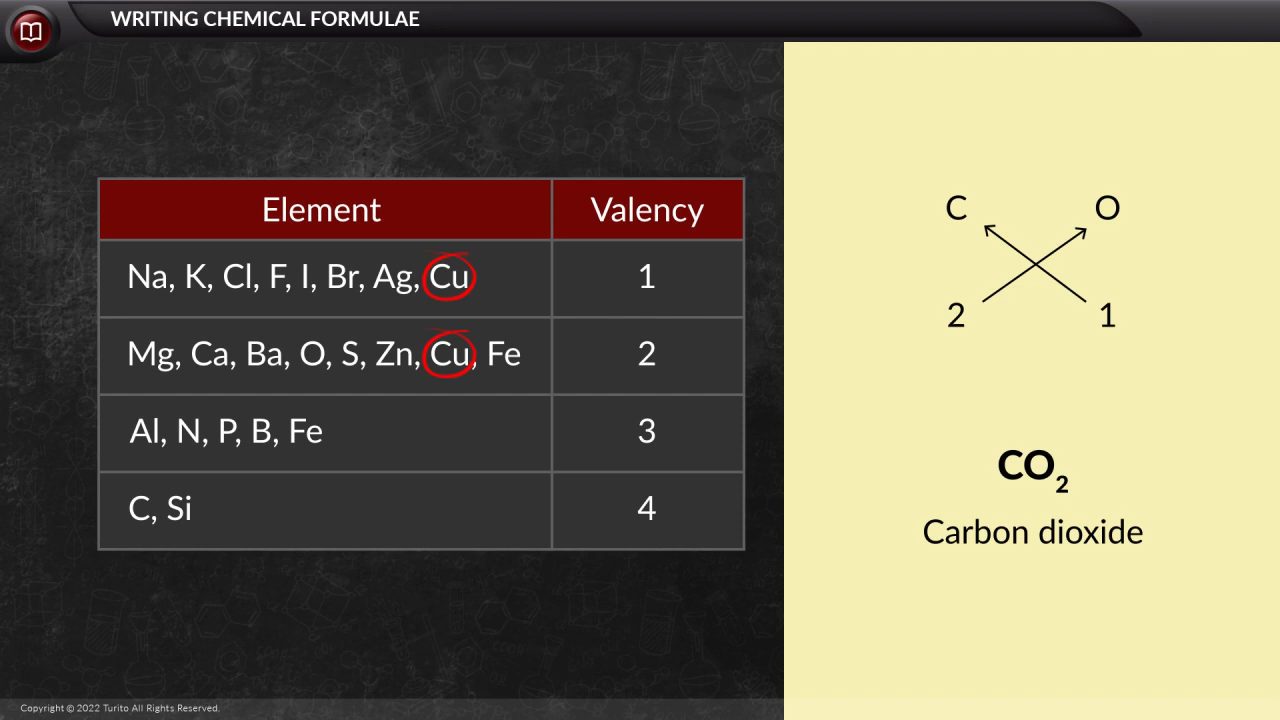 WRITING CHEMICAL FORMULAE
Element Valency
Na, K, Cl, F, I, Br, Ag, Cu 1
Mg, Ca, Ba, O, S, Zn, Cu, Fe 2
Al, N, P, B, Fe 3
C, Si 4
C O
2 1
CO₂
Carbon dioxide
Copyright © 2022 Turito All Rights Reserved.